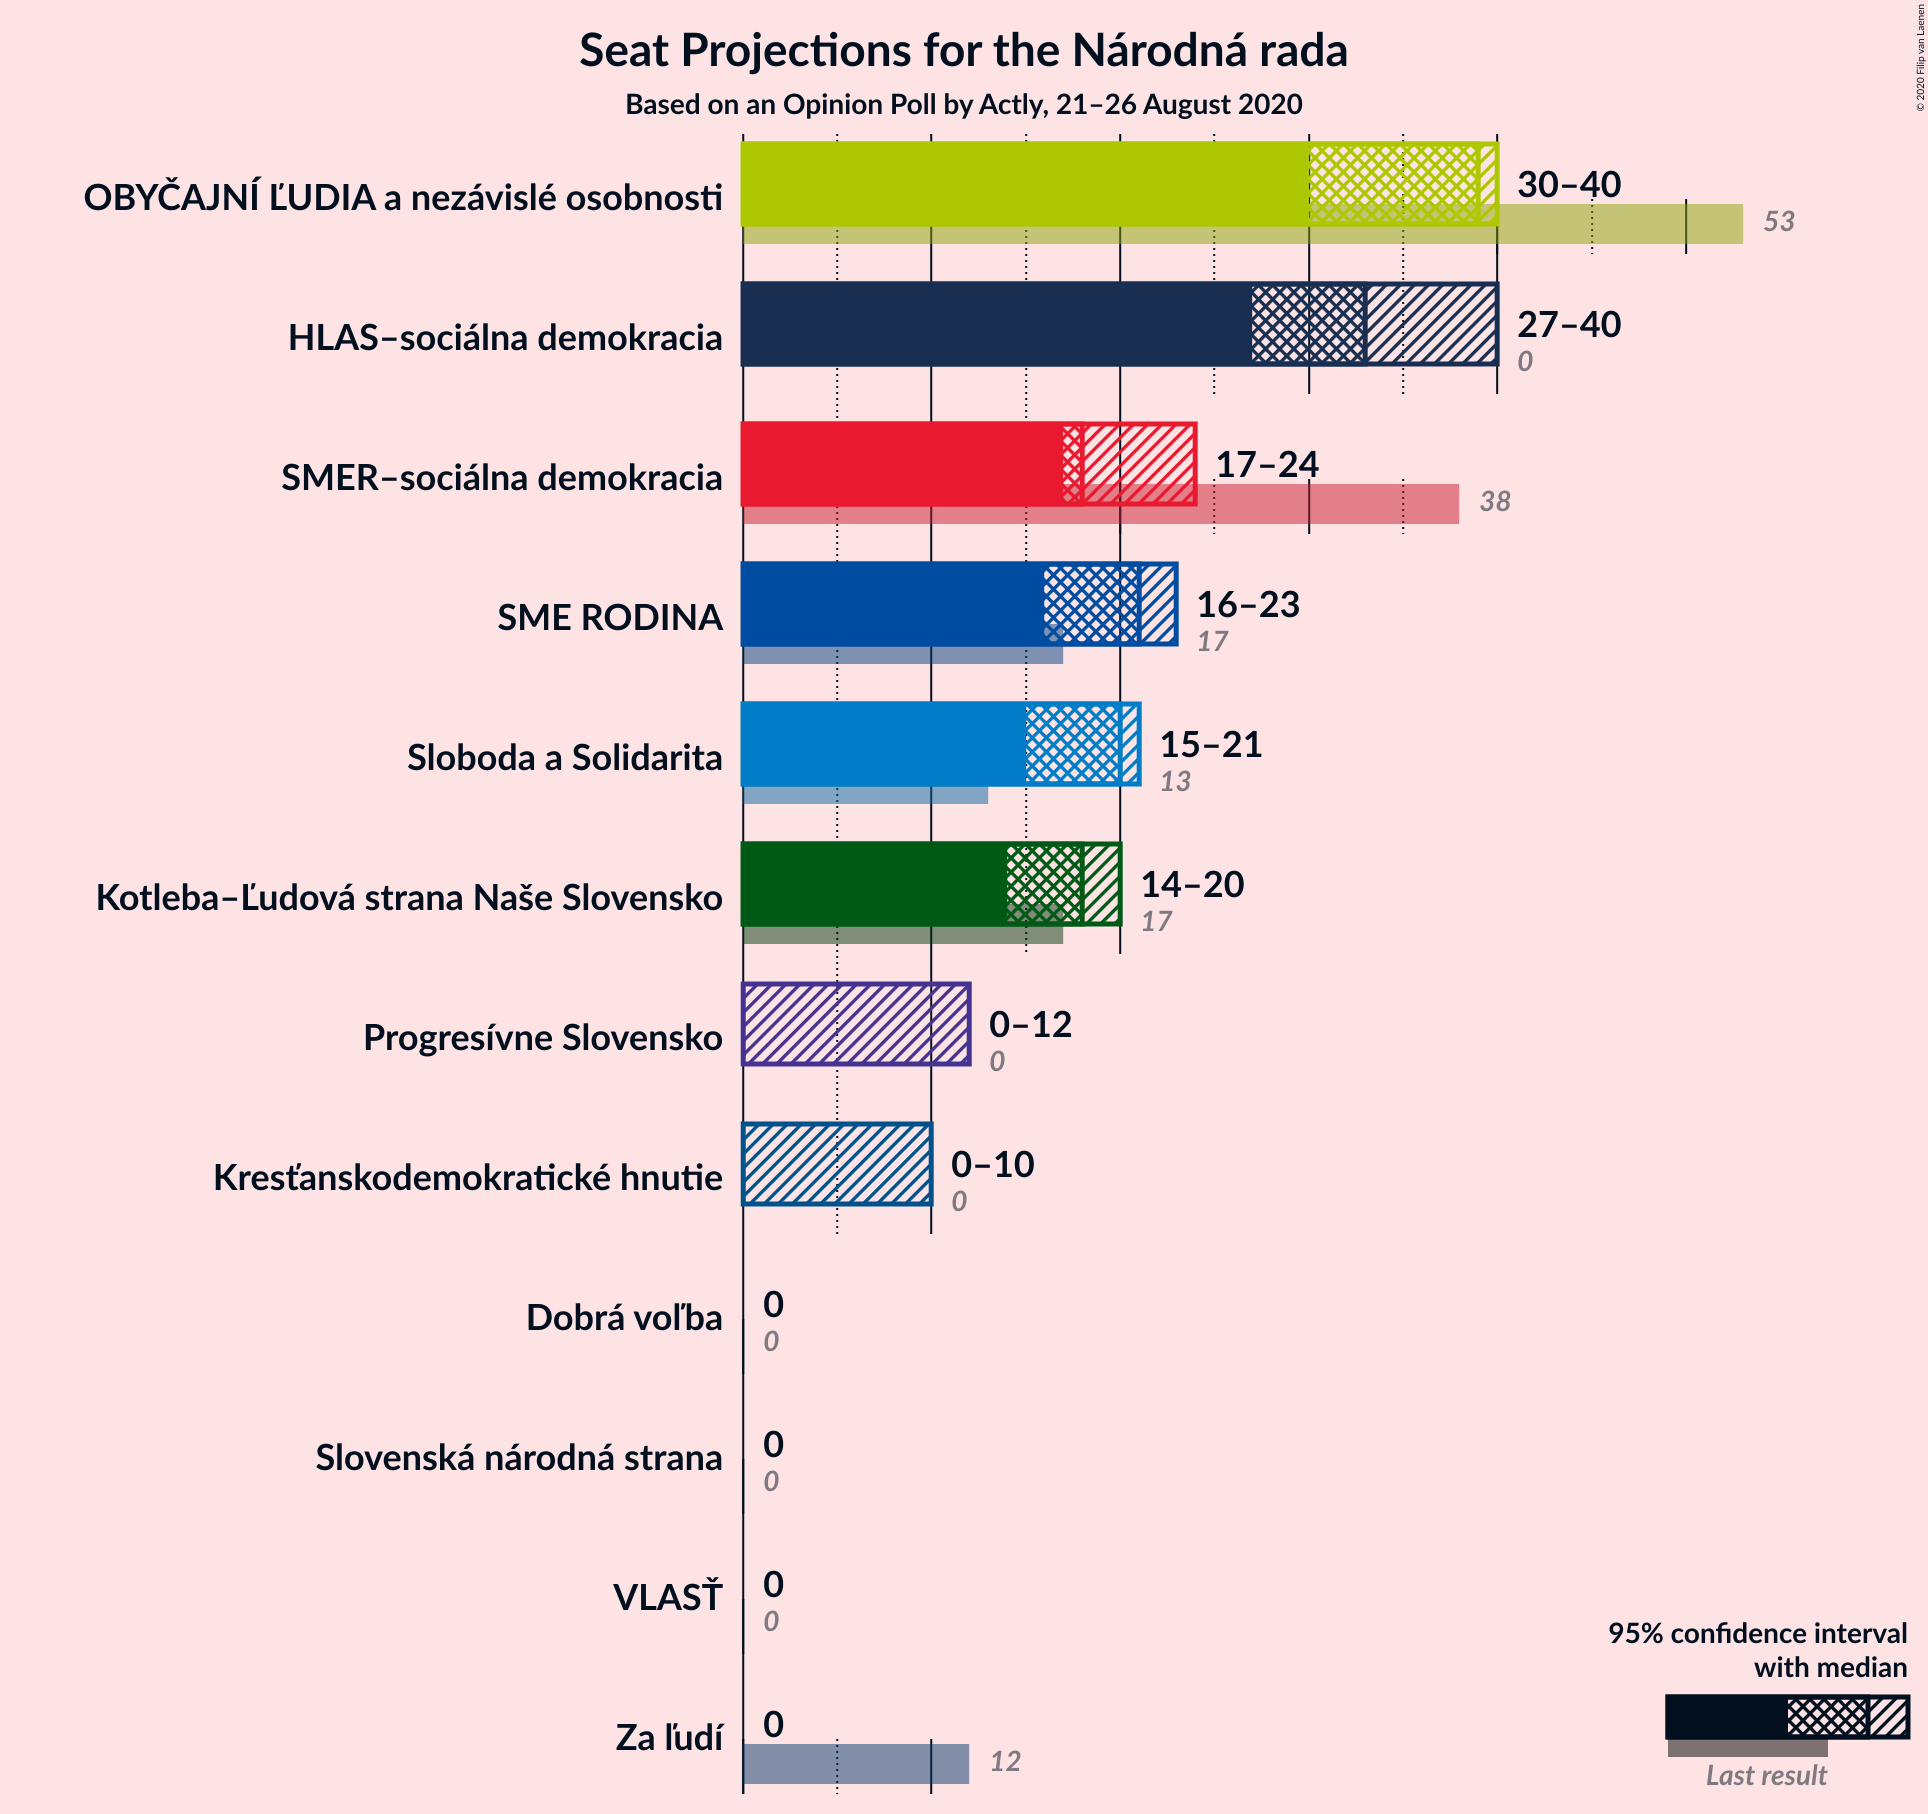 Seat Projections for the Národná rada
Based on an Opinion Poll by Actly, 21–26 August 2020
© 2020 Filip van Laenen
OBYČAJNÍ ĽUDIA a nezávislé osobnosti
30–40
53
HLAS–sociálna demokracia
27–40
0
SMER–sociálna demokracia
17–24
38
SME RODINA
16–23
17
Sloboda a Solidarita
15–21
13
Kotleba–Ľudová strana Naše Slovensko
14–20
17
Progresívne Slovensko
0–12
0
Kresťanskodemokratické hnutie
0–10
0
Dobrá voľba
0
0
Slovenská národná strana
0
0
VLASŤ
0
0
Za ľudí
0
12
95% confidence interval
with median
Last result